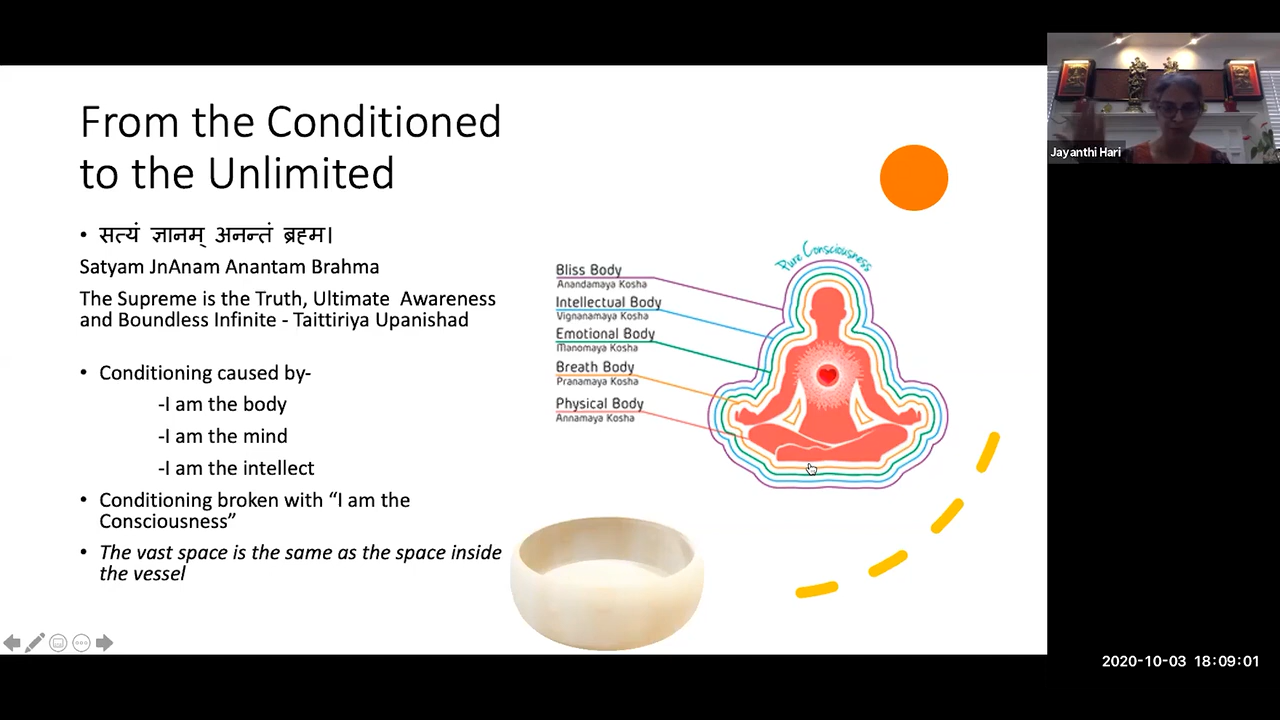 From the Conditioned
to the Unlimited
• सत्यं ज्ञानम् अनन्तं ब्रह्म।
Satyam JnAnam Anantam Brahma
The Supreme is the Truth, Ultimate Awareness
and Boundless Infinite - Taittiriya Upanishad
• Conditioning caused by-
-I am the body
-I am the mind
-I am the intellect
• Conditioning broken with “I am the
Consciousness”
• The vast space is the same as the space inside
the vessel
Pure Consciousness
Bliss Body
Anandamaya Kosha
Intellectual Body
Vignanamaya Kosha
Emotional Body
Manomaya Kosha
Breath Body
Pranamaya Kosha
Physical Body
Annamaya Kosha
Jayanthi Hari
2020-10-03 18:09:01